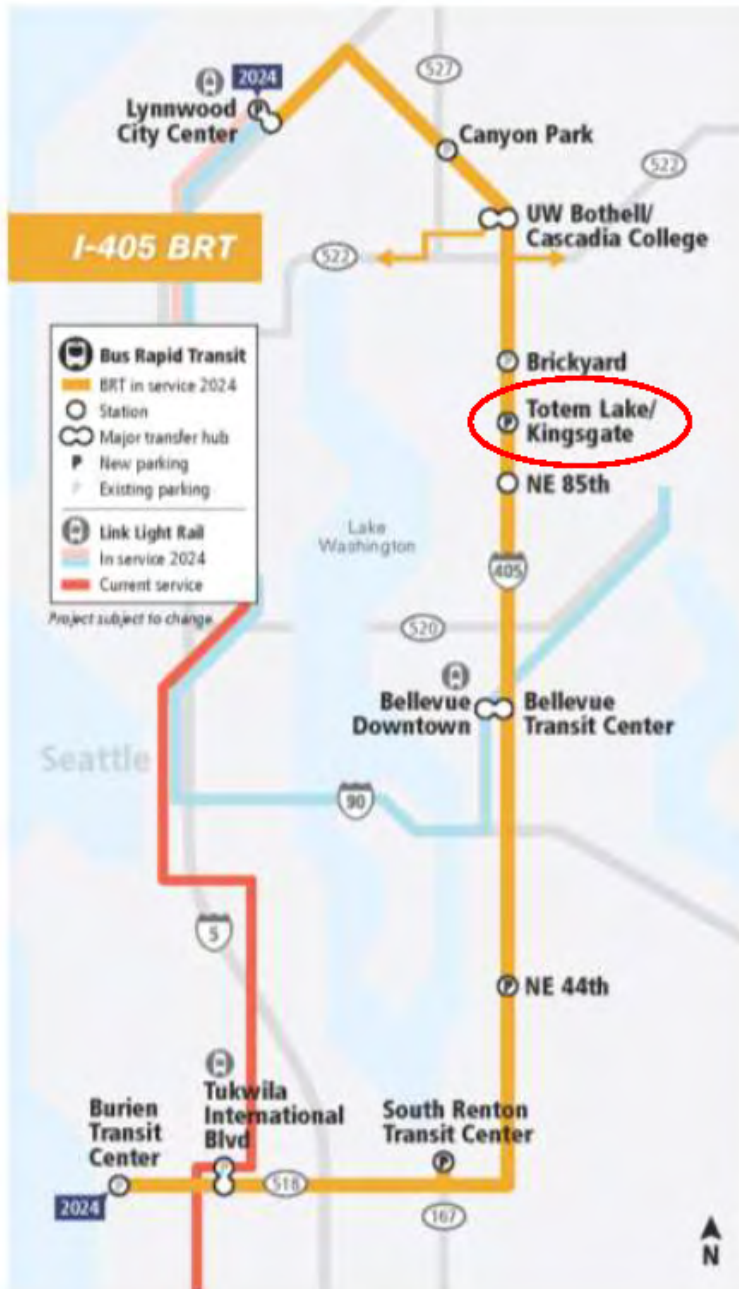 2024
527
Lynnwood
City Center
P
Canyon Park
522
UW Bothell/
Cascadia College
I-405 BRT
522
Bus Rapid Transit
BRT in service 2024
Station
Major transfer hub
P New parking
P Existing parking
Link Light Rail
In service 2024
Current service
Project subject to change
P Brickyard
P Totem Lake/
Kingsgate
NE 85th
Lake
Washington
405
520
Bellevue
Downtown
Bellevue
Transit Center
Seattle
90
5
P NE 44th
Tukwila
International
Blvd
Burien
Transit
Center
South Renton
Transit Center
P
P
518
2024
167
N